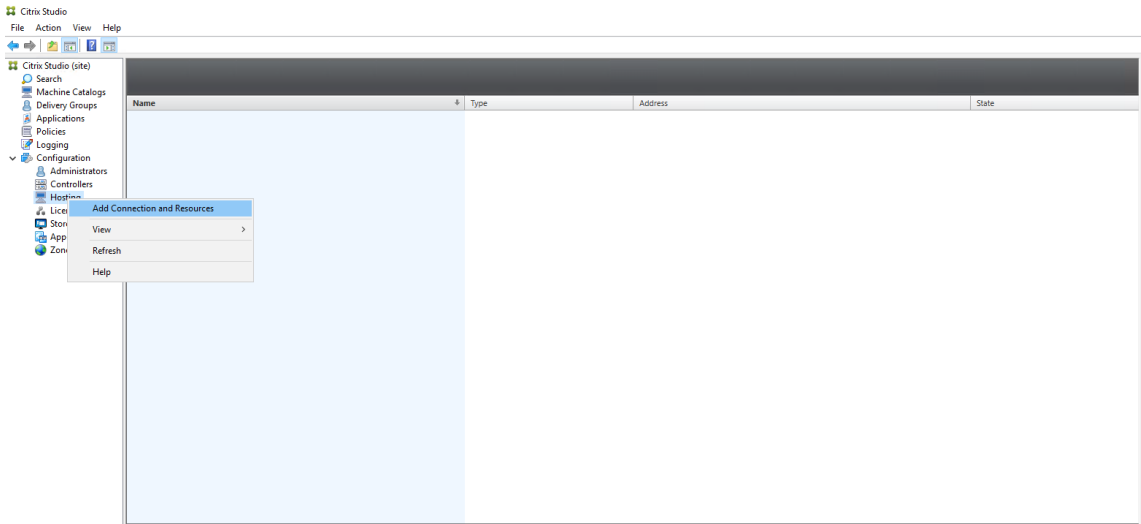 Citrix Studio
File Action View Help
Citrix Studio (site)
Search
Machine Catalogs
Delivery Groups
Applications
Policies
Logging
Configuration
Administrators
Controllers
Hosting
Add Connection and Resources
View
Refresh
Help
Name Type Address State